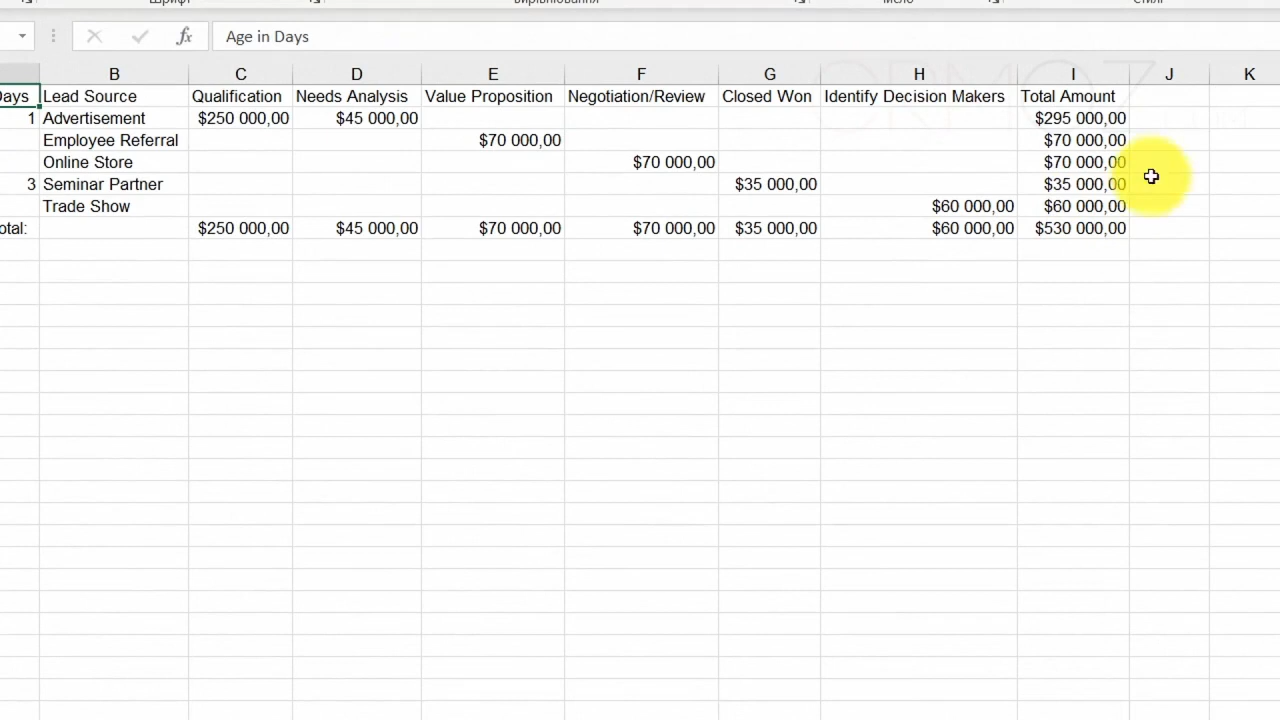 Age in Days
B C D E F G H I J K
Days Lead Source Qualification Needs Analysis Value Proposition Negotiation/Review Closed Won Identify Decision Makers Total Amount
1 Advertisement $250 000,00 $45 000,00 $295 000,00
Employee Referral $70 000,00 $70 000,00
Online Store $70 000,00 $70 000,00
3 Seminar Partner $35 000,00 $35 000,00
Trade Show $60 000,00 $60 000,00
otal: $250 000,00 $45 000,00 $70 000,00 $70 000,00 $35 000,00 $60 000,00 $530 000,00